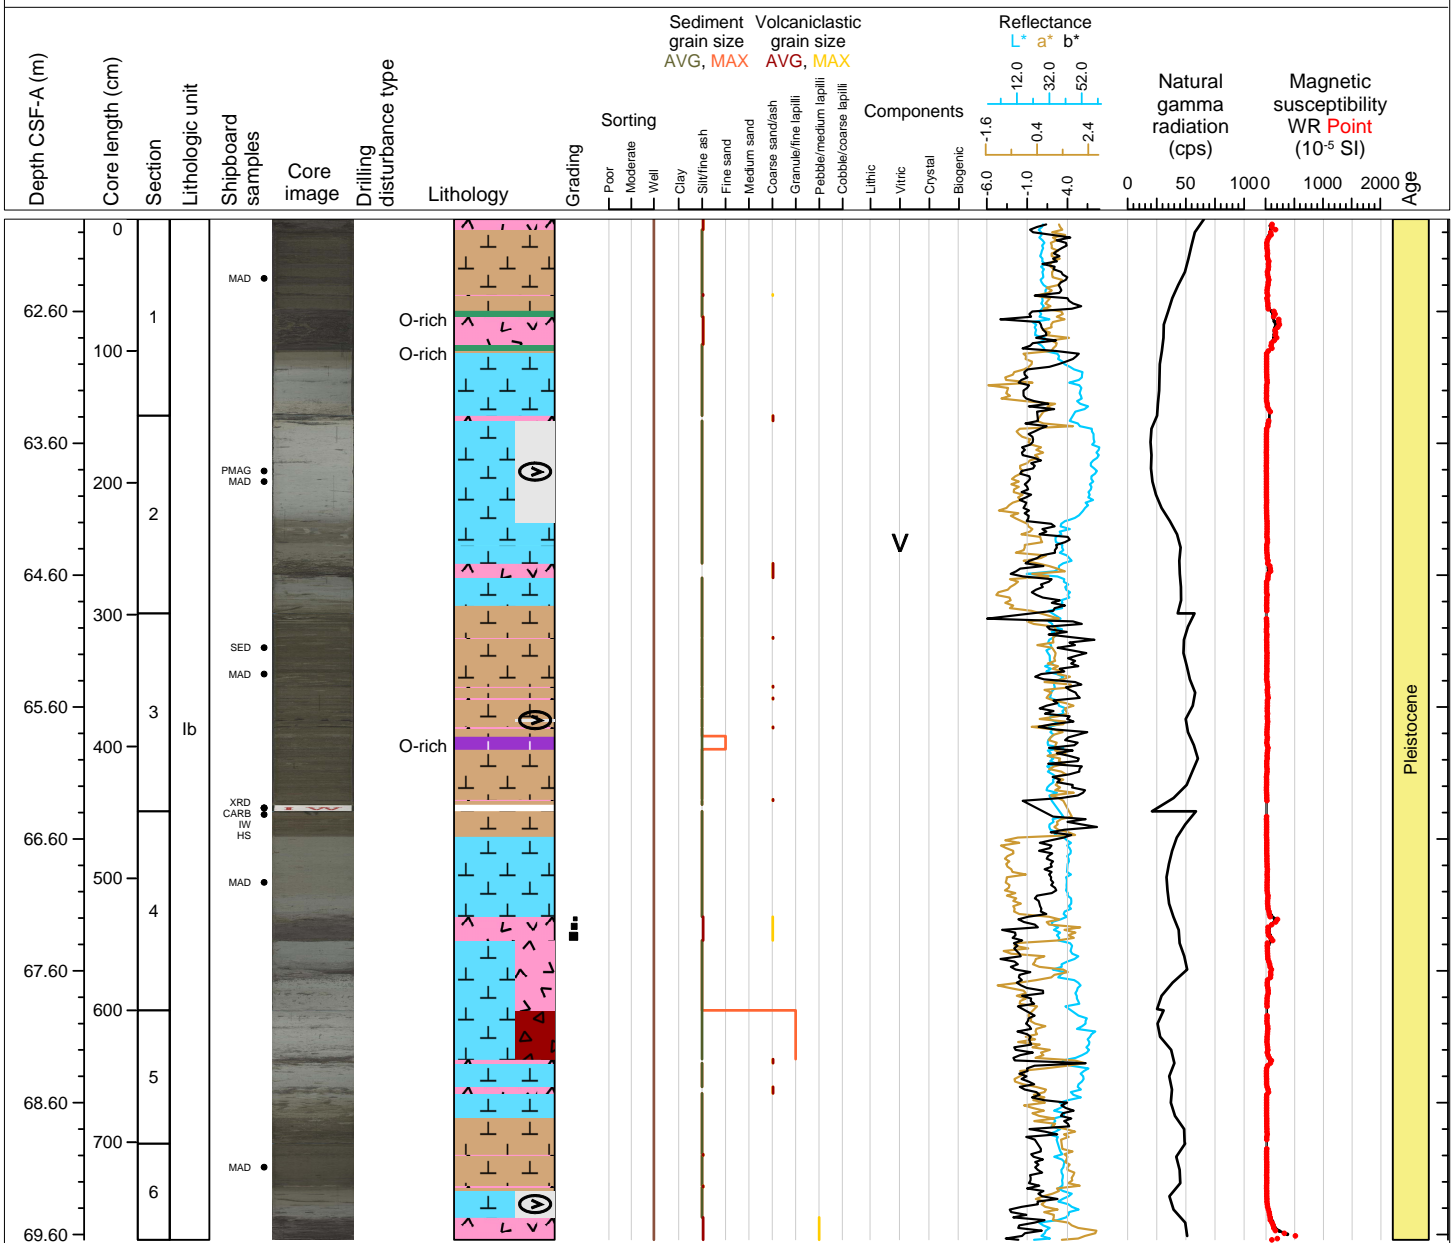 Depth CSF-A (m)
Core length (cm)
Section
Lithologic unit
Shipboard
samples
Core
image
Drilling
disturbance type
Lithology
Grading
Sorting
Poor
Moderate
Well
Sediment
grain size
AVG, MAX
Volcaniclastic
grain size
AVG, MAX
Clay
Silt/fine ash
Fine sand
Medium sand
Coarse sand/ash
Granule/fine lapilli
Pebble/medium lapilli
Cobble/coarse lapilli
Components
Lithic
Vitric
Crystal
Biogenic
Reflectance
L* a* b*
12.0 32.0 52.0
-1.6 0.4 2.4
-6.0 -1.0 4.0
Natural
gamma
radiation
(cps)
0 50 100
Magnetic
susceptibility
WR Point
(10-5 SI)
0 1000 2000
Age
0
MAD
62.60
1
O-rich
100
O-rich
63.60
PMAG
200
MAD
2
V
64.60
300
SED
MAD
65.60
3
Ib
400
O-rich
Pleistocene
XRD
CARB
IW
HS
I W
66.60
500
MAD
4
67.60
600
5
68.60
700
MAD
6
69.60